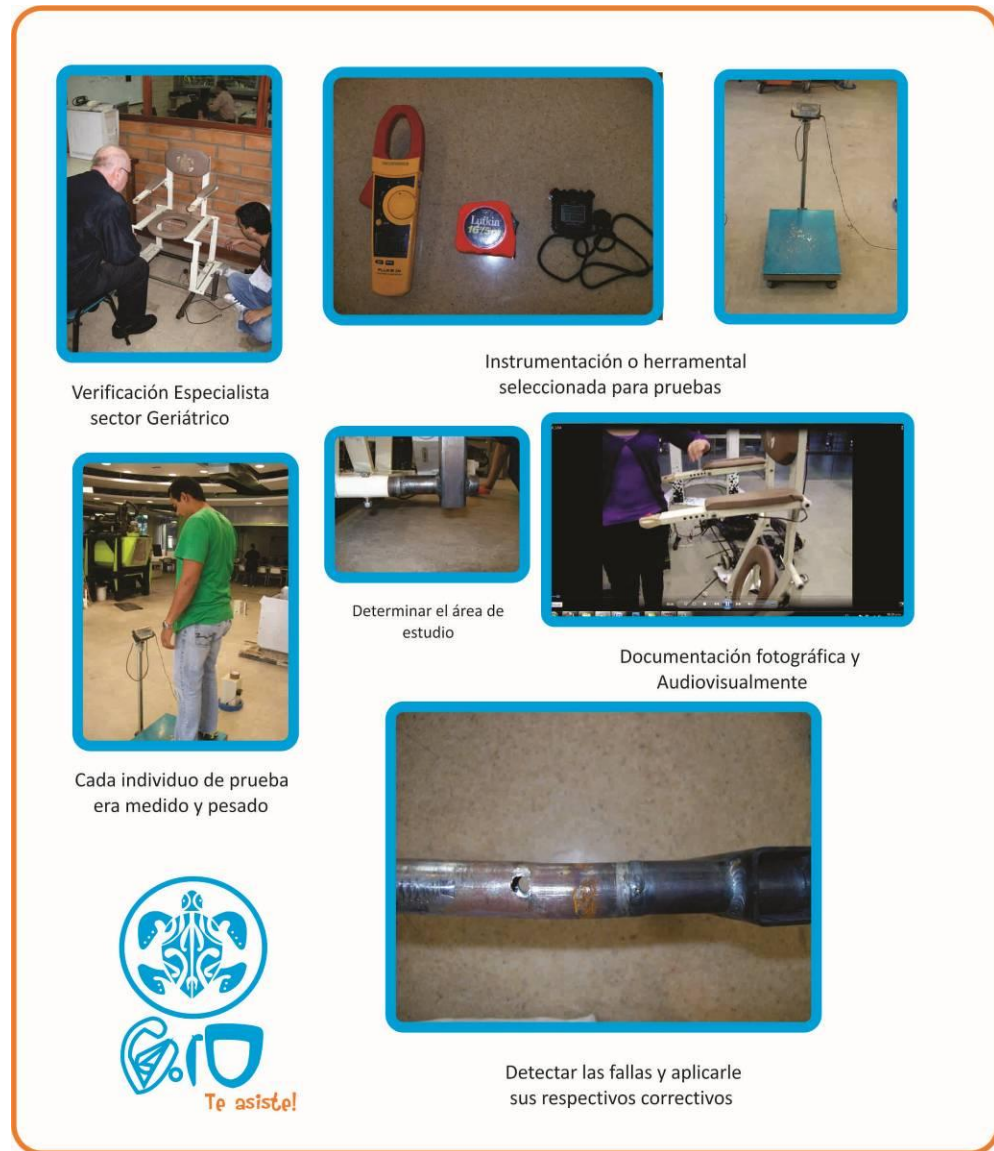 Lufkin
Verificación Especialista
sector Geriátrico
Instrumentación o herramental
seleccionada para pruebas
Determinar el área de
estudio
Documentación fotográfica y
Audiovisualmente
Cada individuo de prueba
era medido y pesado
Te asiste!
Detectar las fallas y aplicarle
sus respectivos correctivos